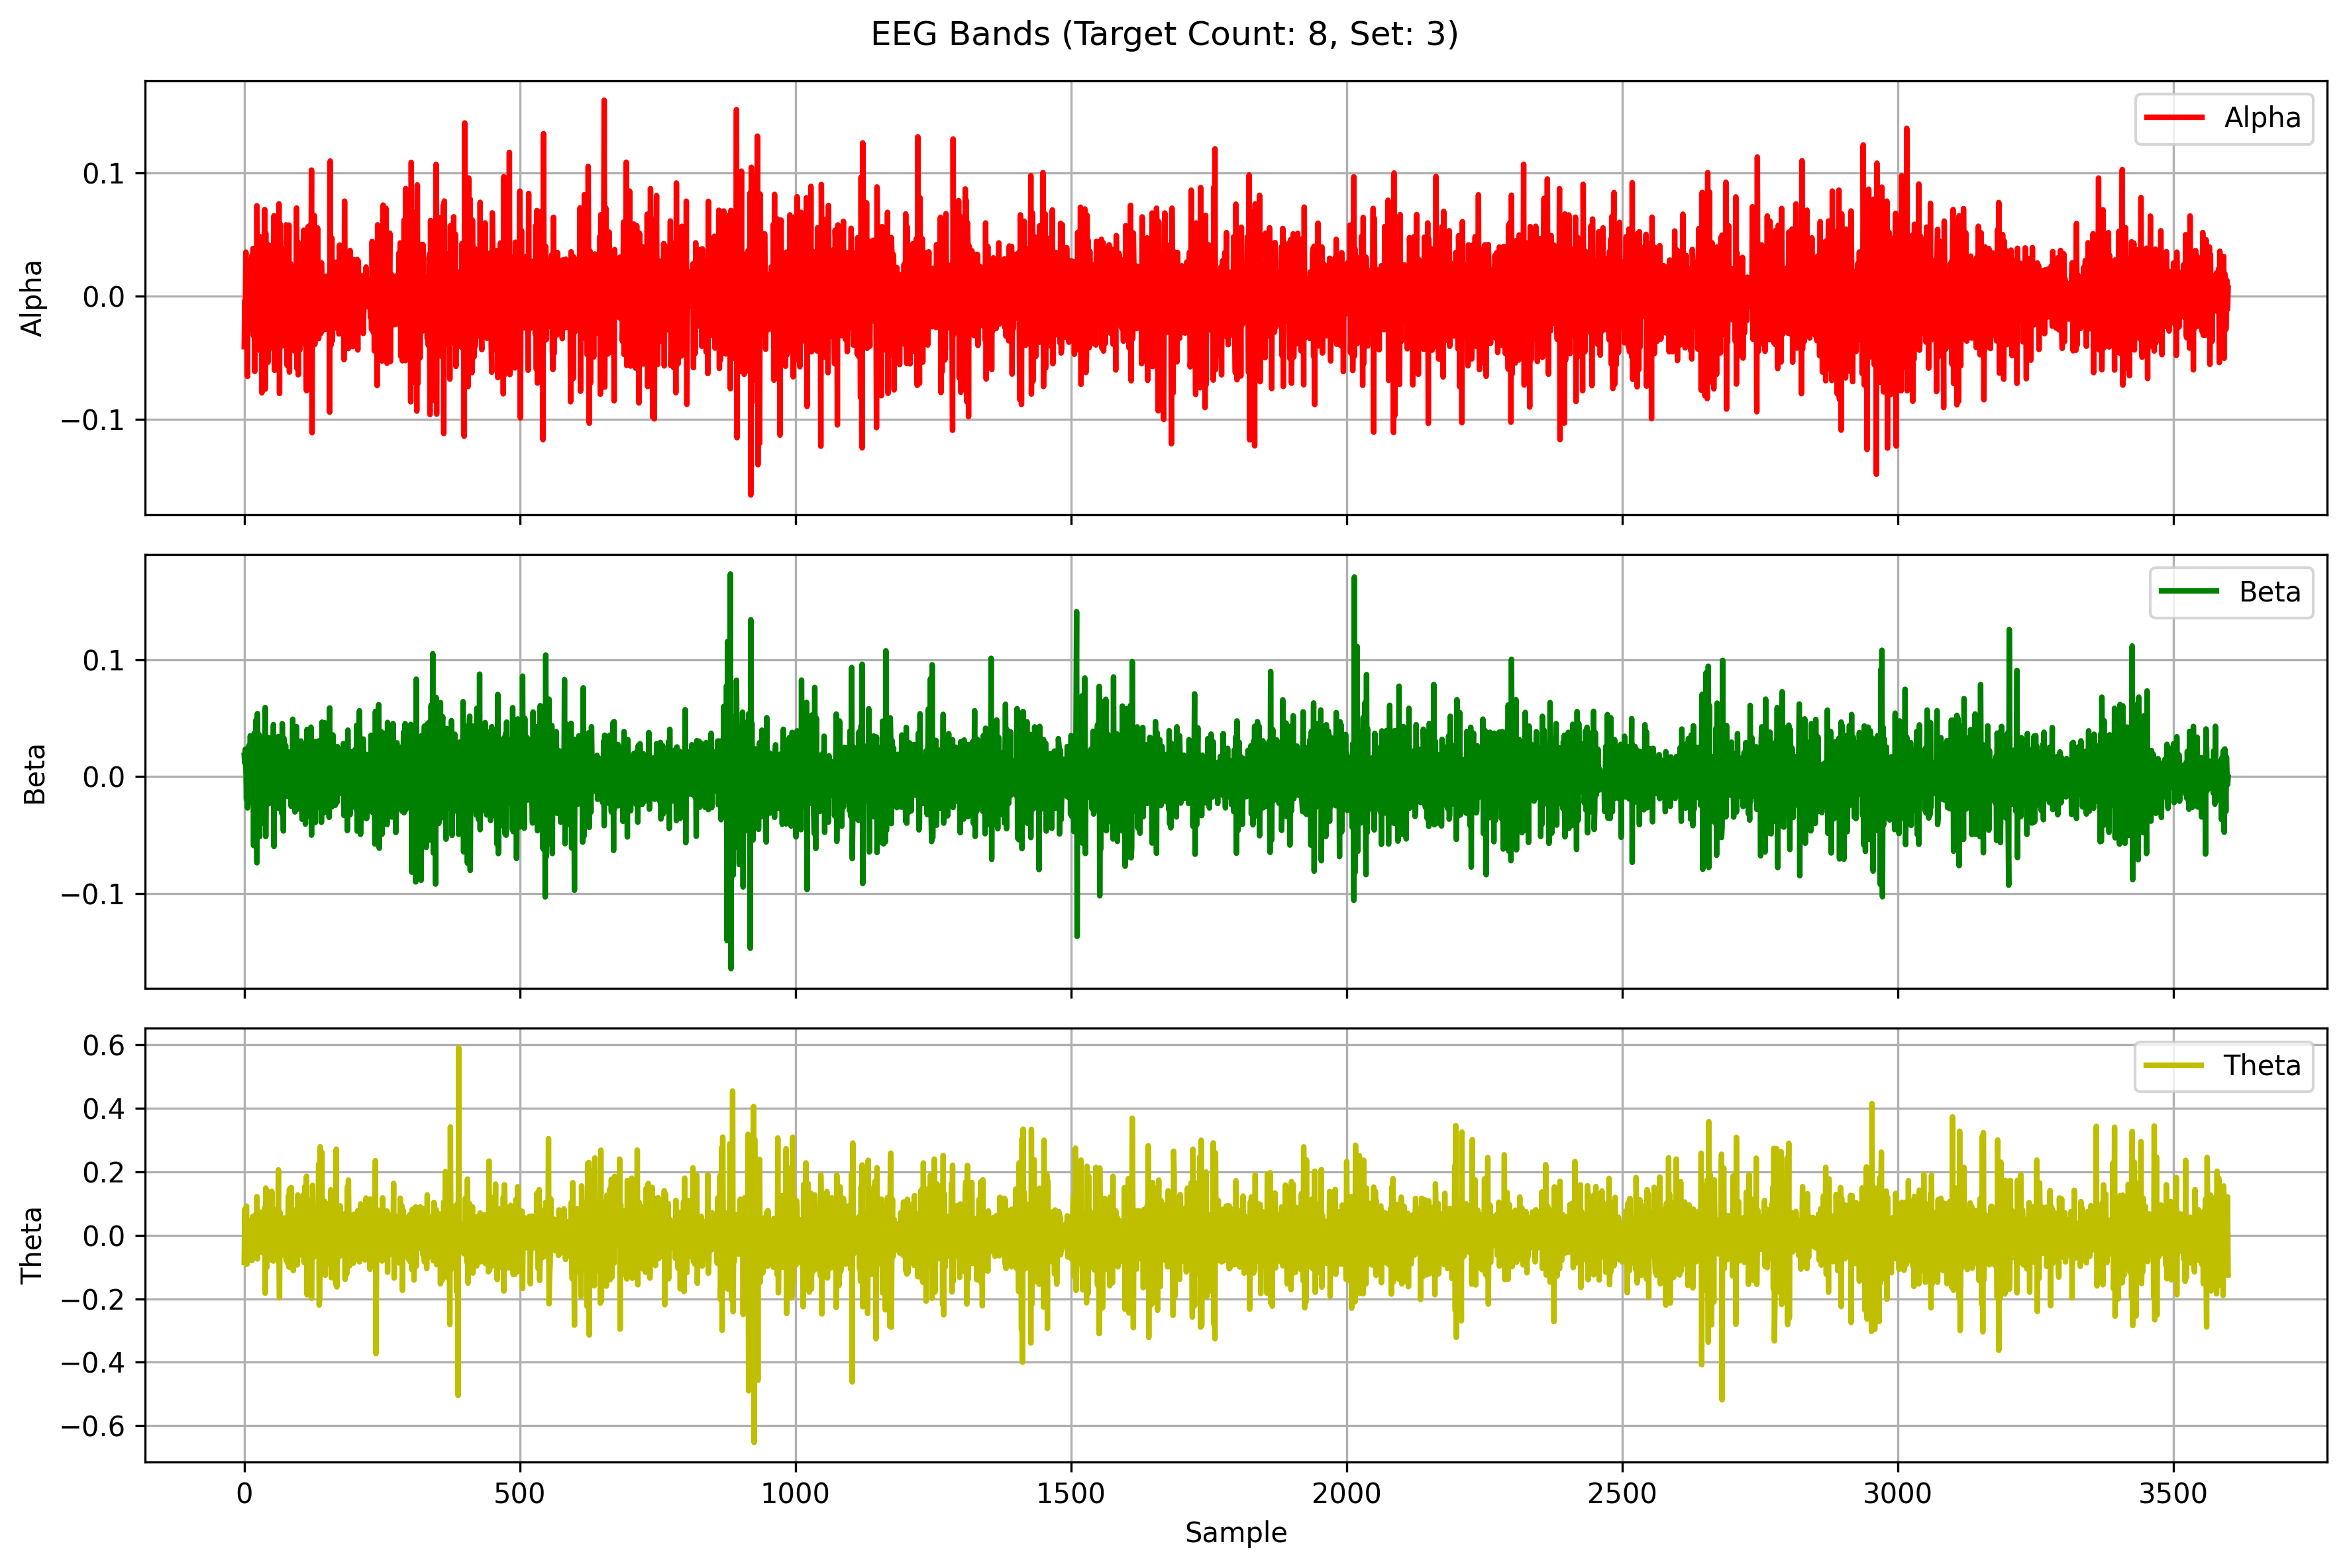 EEG Bands (Target Count: 8, Set: 3)
Alpha
0.1
0.0
−0.1
Alpha
Beta
0.1
0.0
−0.1
Beta
Theta
0.6
0.4
0.2
0.0
−0.2
−0.4
−0.6
Theta
0 500 1000 1500 2000 2500 3000 3500
Sample